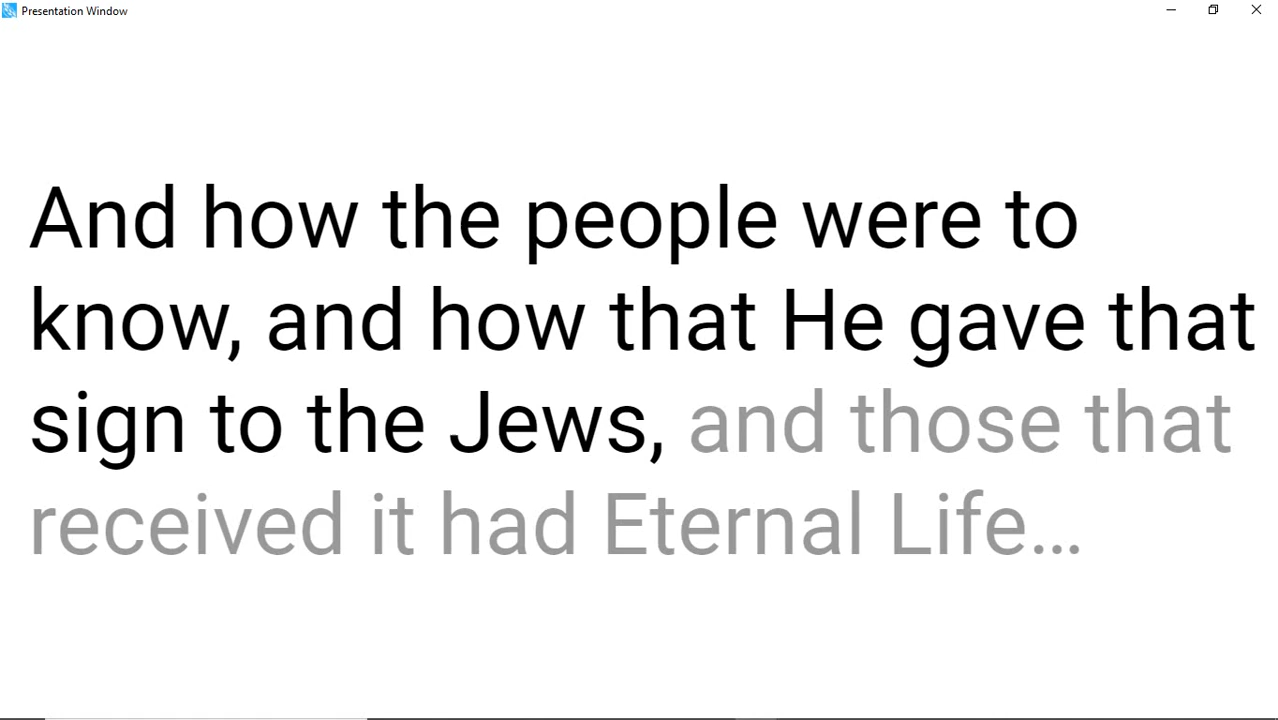 Presentation Window
And how the people were to
know, and how that He gave that
sign to the Jews, and those that
received it had Eternal Life…